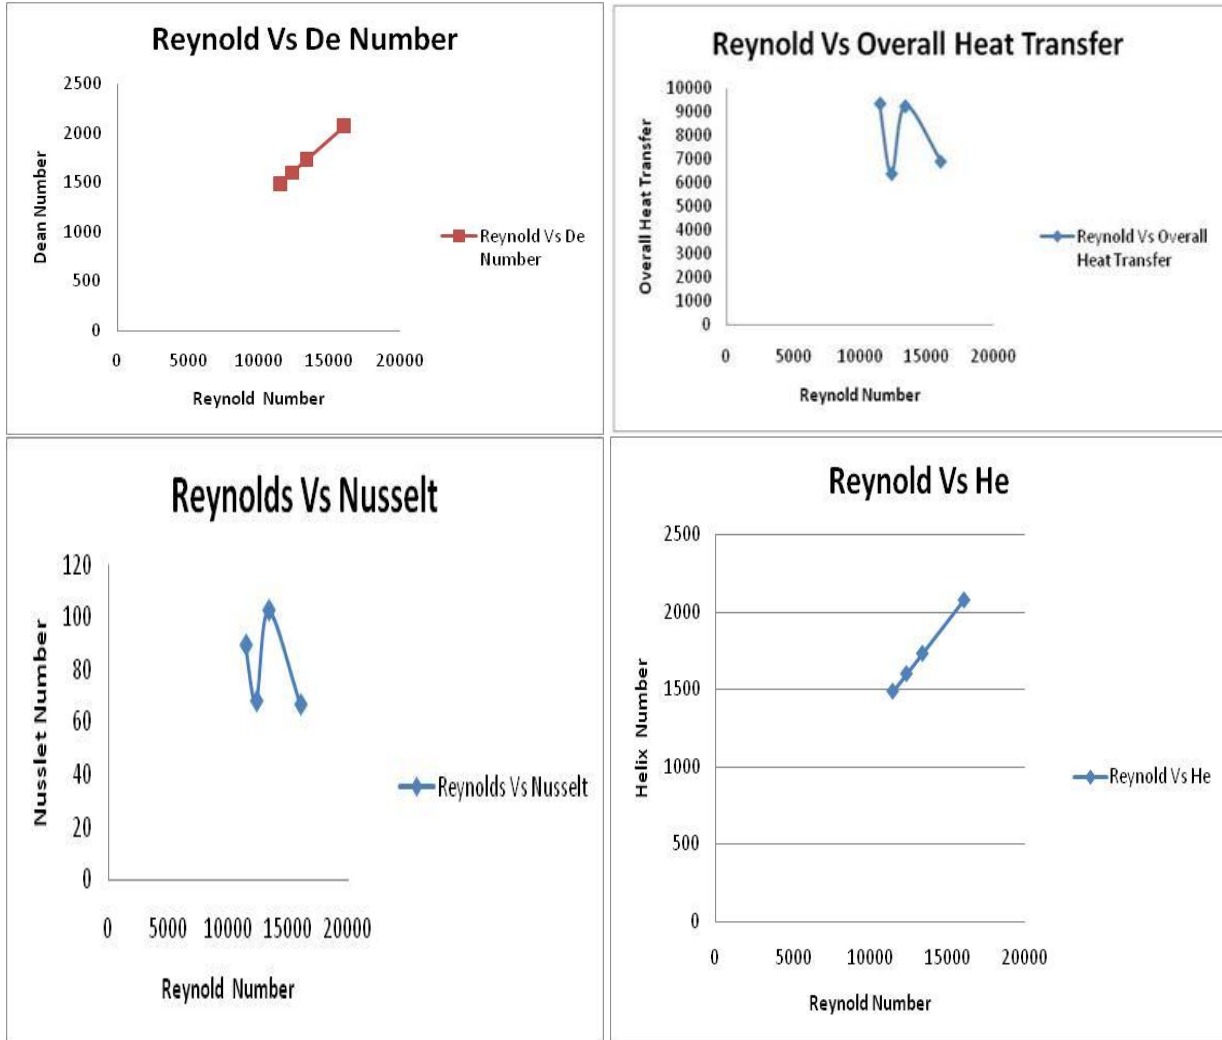 Reynold Vs De Number
2500
2000
1500
1000
500
0
Dean Number
0 5000 10000 15000 20000
Reynold Number
Reynold Vs De
Number
Reynold Vs Overall Heat Transfer
10000
9000
8000
7000
6000
5000
4000
3000
2000
1000
0
Overall Heat Transfer
0 5000 10000 15000 20000
Reynold Number
Reynold Vs Overall
Heat Transfer
Reynolds Vs Nusselt
120
100
80
60
40
20
0
Nusslet Number
0 5000 10000 15000 20000
Reynold Number
Reynolds Vs Nusselt
Reynold Vs He
2500
2000
1500
1000
500
0
Helix Number
0 5000 10000 15000 20000
Reynold Number
Reynold Vs He